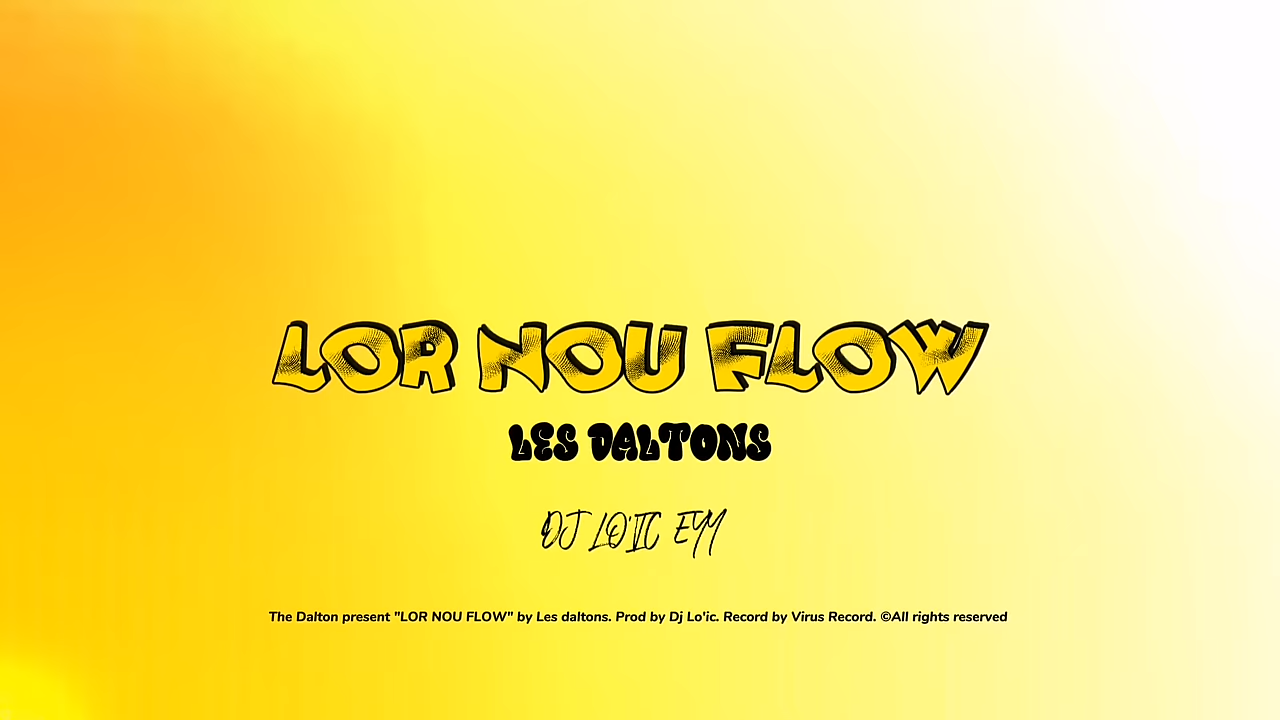 LOR NOU FLOW
LES DALTONS
DJ LO'IC EYY
The Dalton present "LOR NOU FLOW" by Les daltons. Prod by Dj Lo'ic. Record by Virus Record. ©All rights reserved